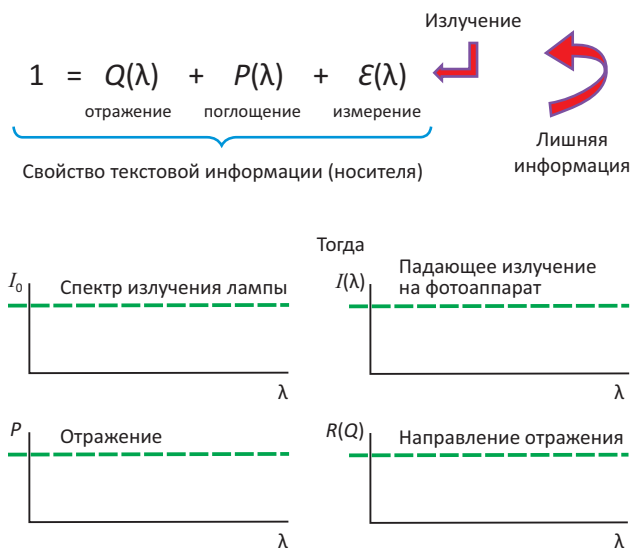 Излучение
1 = Q(λ) + P(λ) + Ɛ(λ)
отражение поглощение измерение
Лишняя
информация
Свойство текстовой информации (носителя)
Тогда
I₀ Спектр излучения лампы
λ
I(λ) Падающее излучение
на фотоаппарат
λ
P Отражение
λ
R(Q) Направление отражения
λ